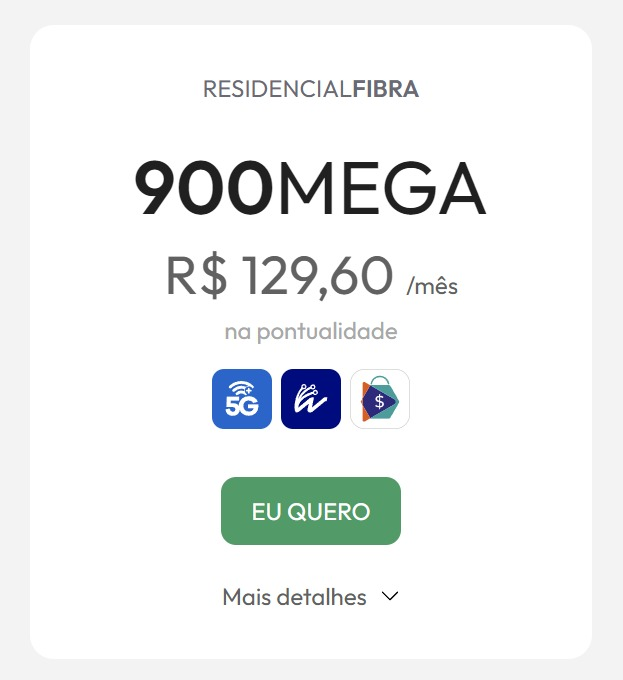 RESIDENCIALFIBRA
900MEGA
R$ 129,60 /mês
na pontualidade
5G
$
EU QUERO
Mais detalhes